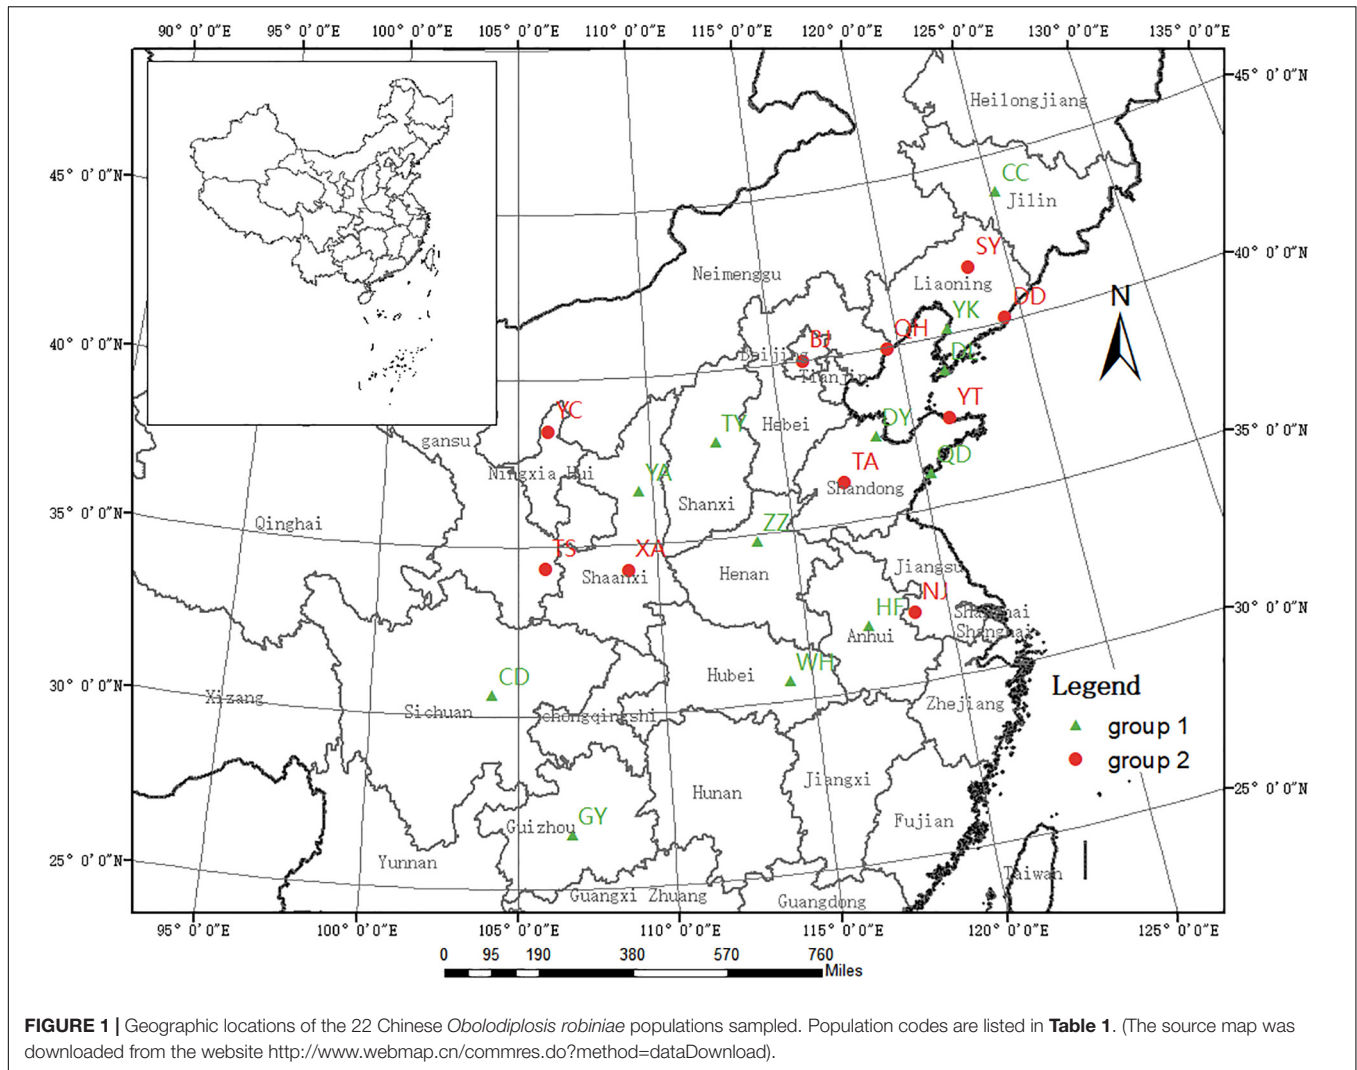 90° 0'0"E 95° 0'0"E 100° 0'0"E 105° 0'0"E 110° 0'0"E 115° 0'0"E 120° 0'0"E 125° 0'0"E 130° 0'0"E 135° 0'0"E
45° 0'0"N
Heilongjiang
CC
45° 0'0"N
Jilin
SY
40° 0'0"N
Neimenggu
Liaoning
DD
N
YK
QH
BJ
40° 0'0"N
Beijing
DL
Tianjin
YT
YC
DY
TY
Hebei
35° 0'0"N
gansu
QD
TA
Ningxia Hui
YA
Shandong
Shanxi
35° 0'0"N
Qinghai
ZZ
TS
XA
Jiangsu
Shaanxi
Henan
NJ
HF
30° 0'0"N
Shanghai
Anhui
Shanghai
WH
CD
Hubei
Legend
30° 0'0"N
Xizang
Sichuan
chongqingshi
Zhejiang
group 1
group 2
Jiangxi
25° 0'0"N
Hunan
GY
Guizhou
Fujian
25° 0'0"N
Yunnan
Taiwan
Guangxi Zhuang
Guangdong
95° 0'0"E 100° 0'0"E 105° 0'0"E 110° 0'0"E 115° 0'0"E 120° 0'0"E 125° 0'0"E
0 95 190 380 570 760
Miles
FIGURE 1 | Geographic locations of the 22 Chinese Obolodiplosis robiniae populations sampled. Population codes are listed in Table 1. (The source map was
downloaded from the website http://www.webmap.cn/commres.do?method=dataDownload).